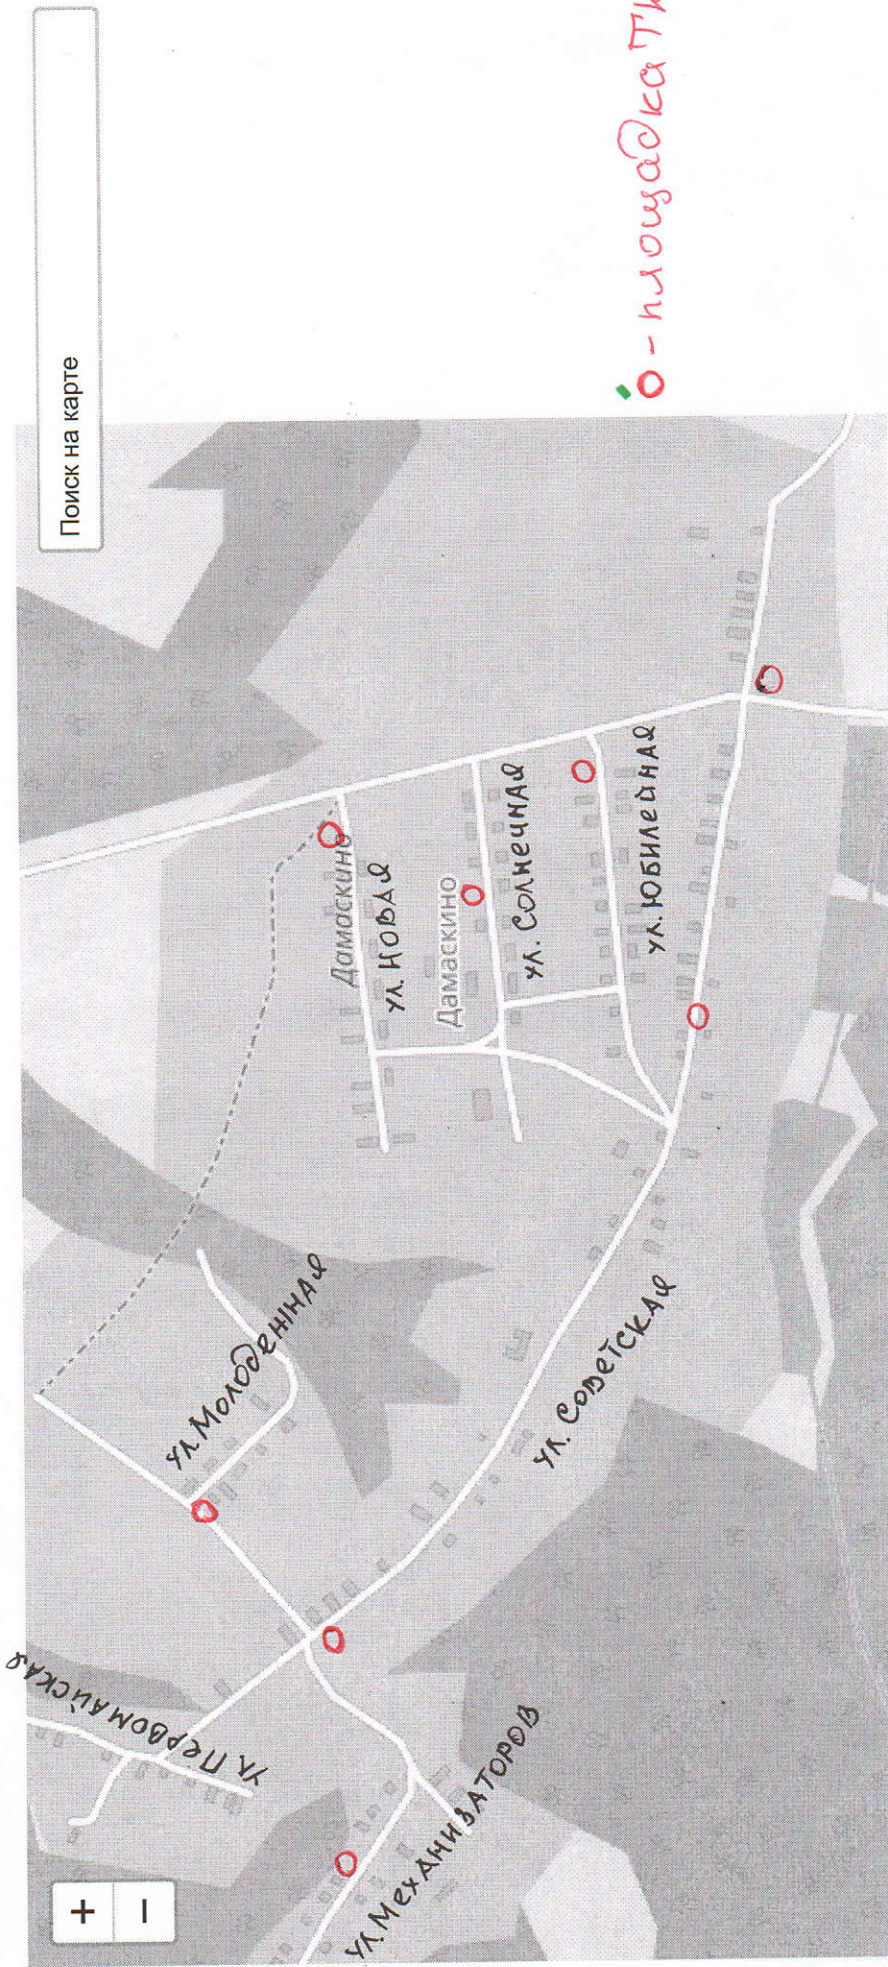 Поиск на карте
+
−
ул. Первомайская
ул. Механизаторов
ул. Молодежная
ул. Советская
Дамаскино
ул. Новая
Дамаскино
ул. Солнечная
ул. Юбилейная
О - площадка